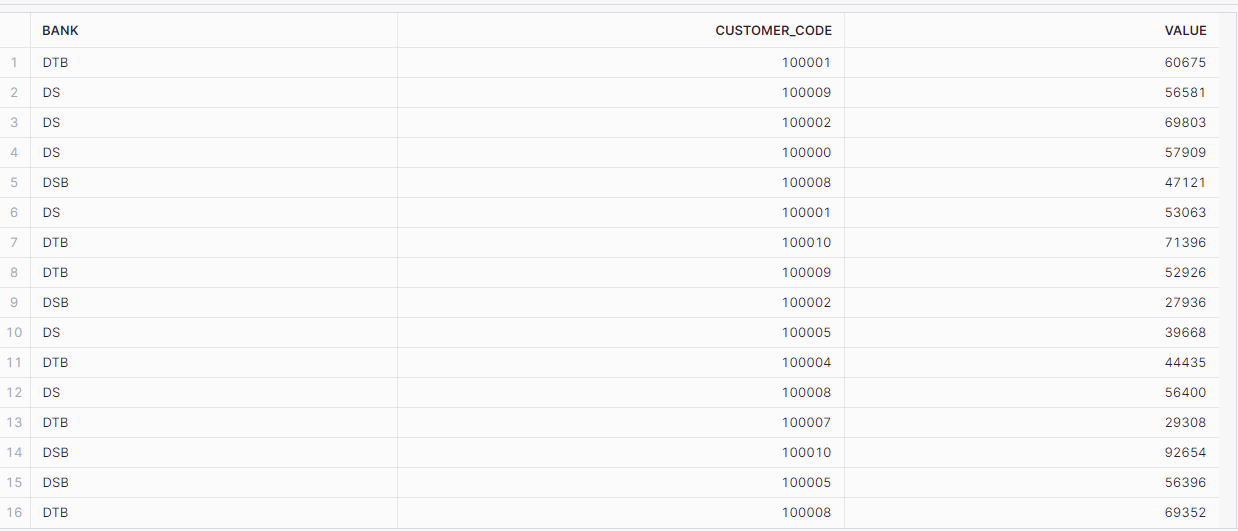 BANK CUSTOMER_CODE VALUE
1 DTB 100001 60675
2 DS 100009 56581
3 DS 100002 69803
4 DS 100000 57909
5 DSB 100008 47121
6 DS 100001 53063
7 DTB 100010 71396
8 DTB 100009 52926
9 DSB 100002 27936
10 DS 100005 39668
11 DTB 100004 44435
12 DS 100008 56400
13 DTB 100007 29308
14 DSB 100010 92654
15 DSB 100005 56396
16 DTB 100008 69352